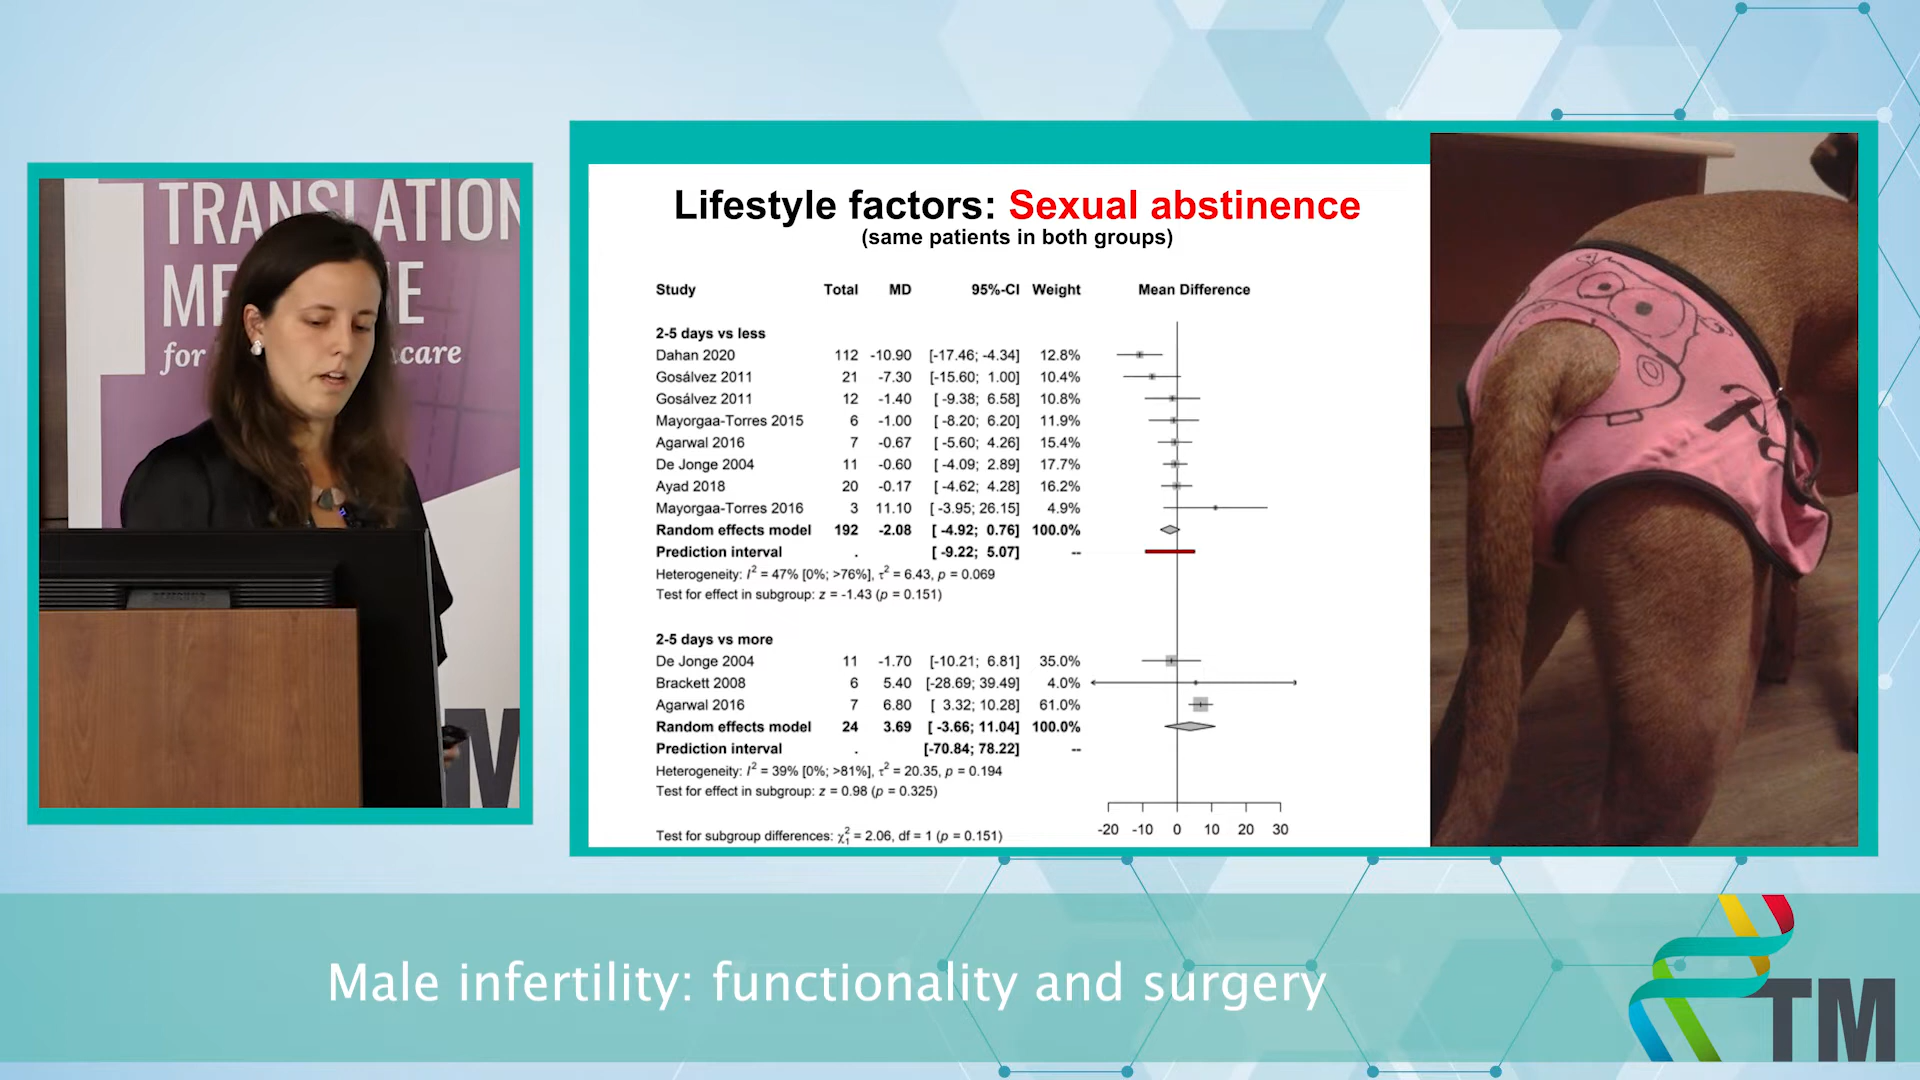 TRANSLATION
for
care
SAMSUNG
Lifestyle factors: Sexual abstinence
(same patients in both groups)
Study Total MD 95%-CI Weight Mean Difference
2-5 days vs less
Dahan 2020 112 -10.90 [-17.46; -4.34] 12.8%
Gosálvez 2011 21 -7.30 [-15.60; 1.00] 10.4%
Gosálvez 2011 12 -1.40 [ -9.38; 6.58] 10.8%
Mayorgaa-Torres 2015 6 -1.00 [ -8.20; 6.20] 11.9%
Agarwal 2016 7 -0.67 [ -5.60; 4.26] 15.4%
De Jonge 2004 11 -0.60 [ -4.09; 2.89] 17.7%
Ayad 2018 20 -0.17 [ -4.62; 4.28] 16.2%
Mayorgaa-Torres 2016 3 11.10 [ -3.95; 26.15] 4.9%
Random effects model 192 -2.08 [ -4.92; 0.76] 100.0%
Prediction interval . [ -9.22; 5.07] --
Heterogeneity: I² = 47% [0%; >76%], τ² = 6.43, p = 0.069
Test for effect in subgroup: z = -1.43 (p = 0.151)
2-5 days vs more
De Jonge 2004 11 -1.70 [-10.21; 6.81] 35.0%
Brackett 2008 6 5.40 [-28.69; 39.49] 4.0%
Agarwal 2016 7 6.80 [ 3.32; 10.28] 61.0%
Random effects model 24 3.69 [ -3.66; 11.04] 100.0%
Prediction interval . [-70.84; 78.22] --
Heterogeneity: I² = 39% [0%; >81%], τ² = 20.35, p = 0.194
Test for effect in subgroup: z = 0.98 (p = 0.325)
-20 -10 0 10 20 30
Test for subgroup differences: χ₁² = 2.06, df = 1 (p = 0.151)
Male infertility: functionality and surgery
TM